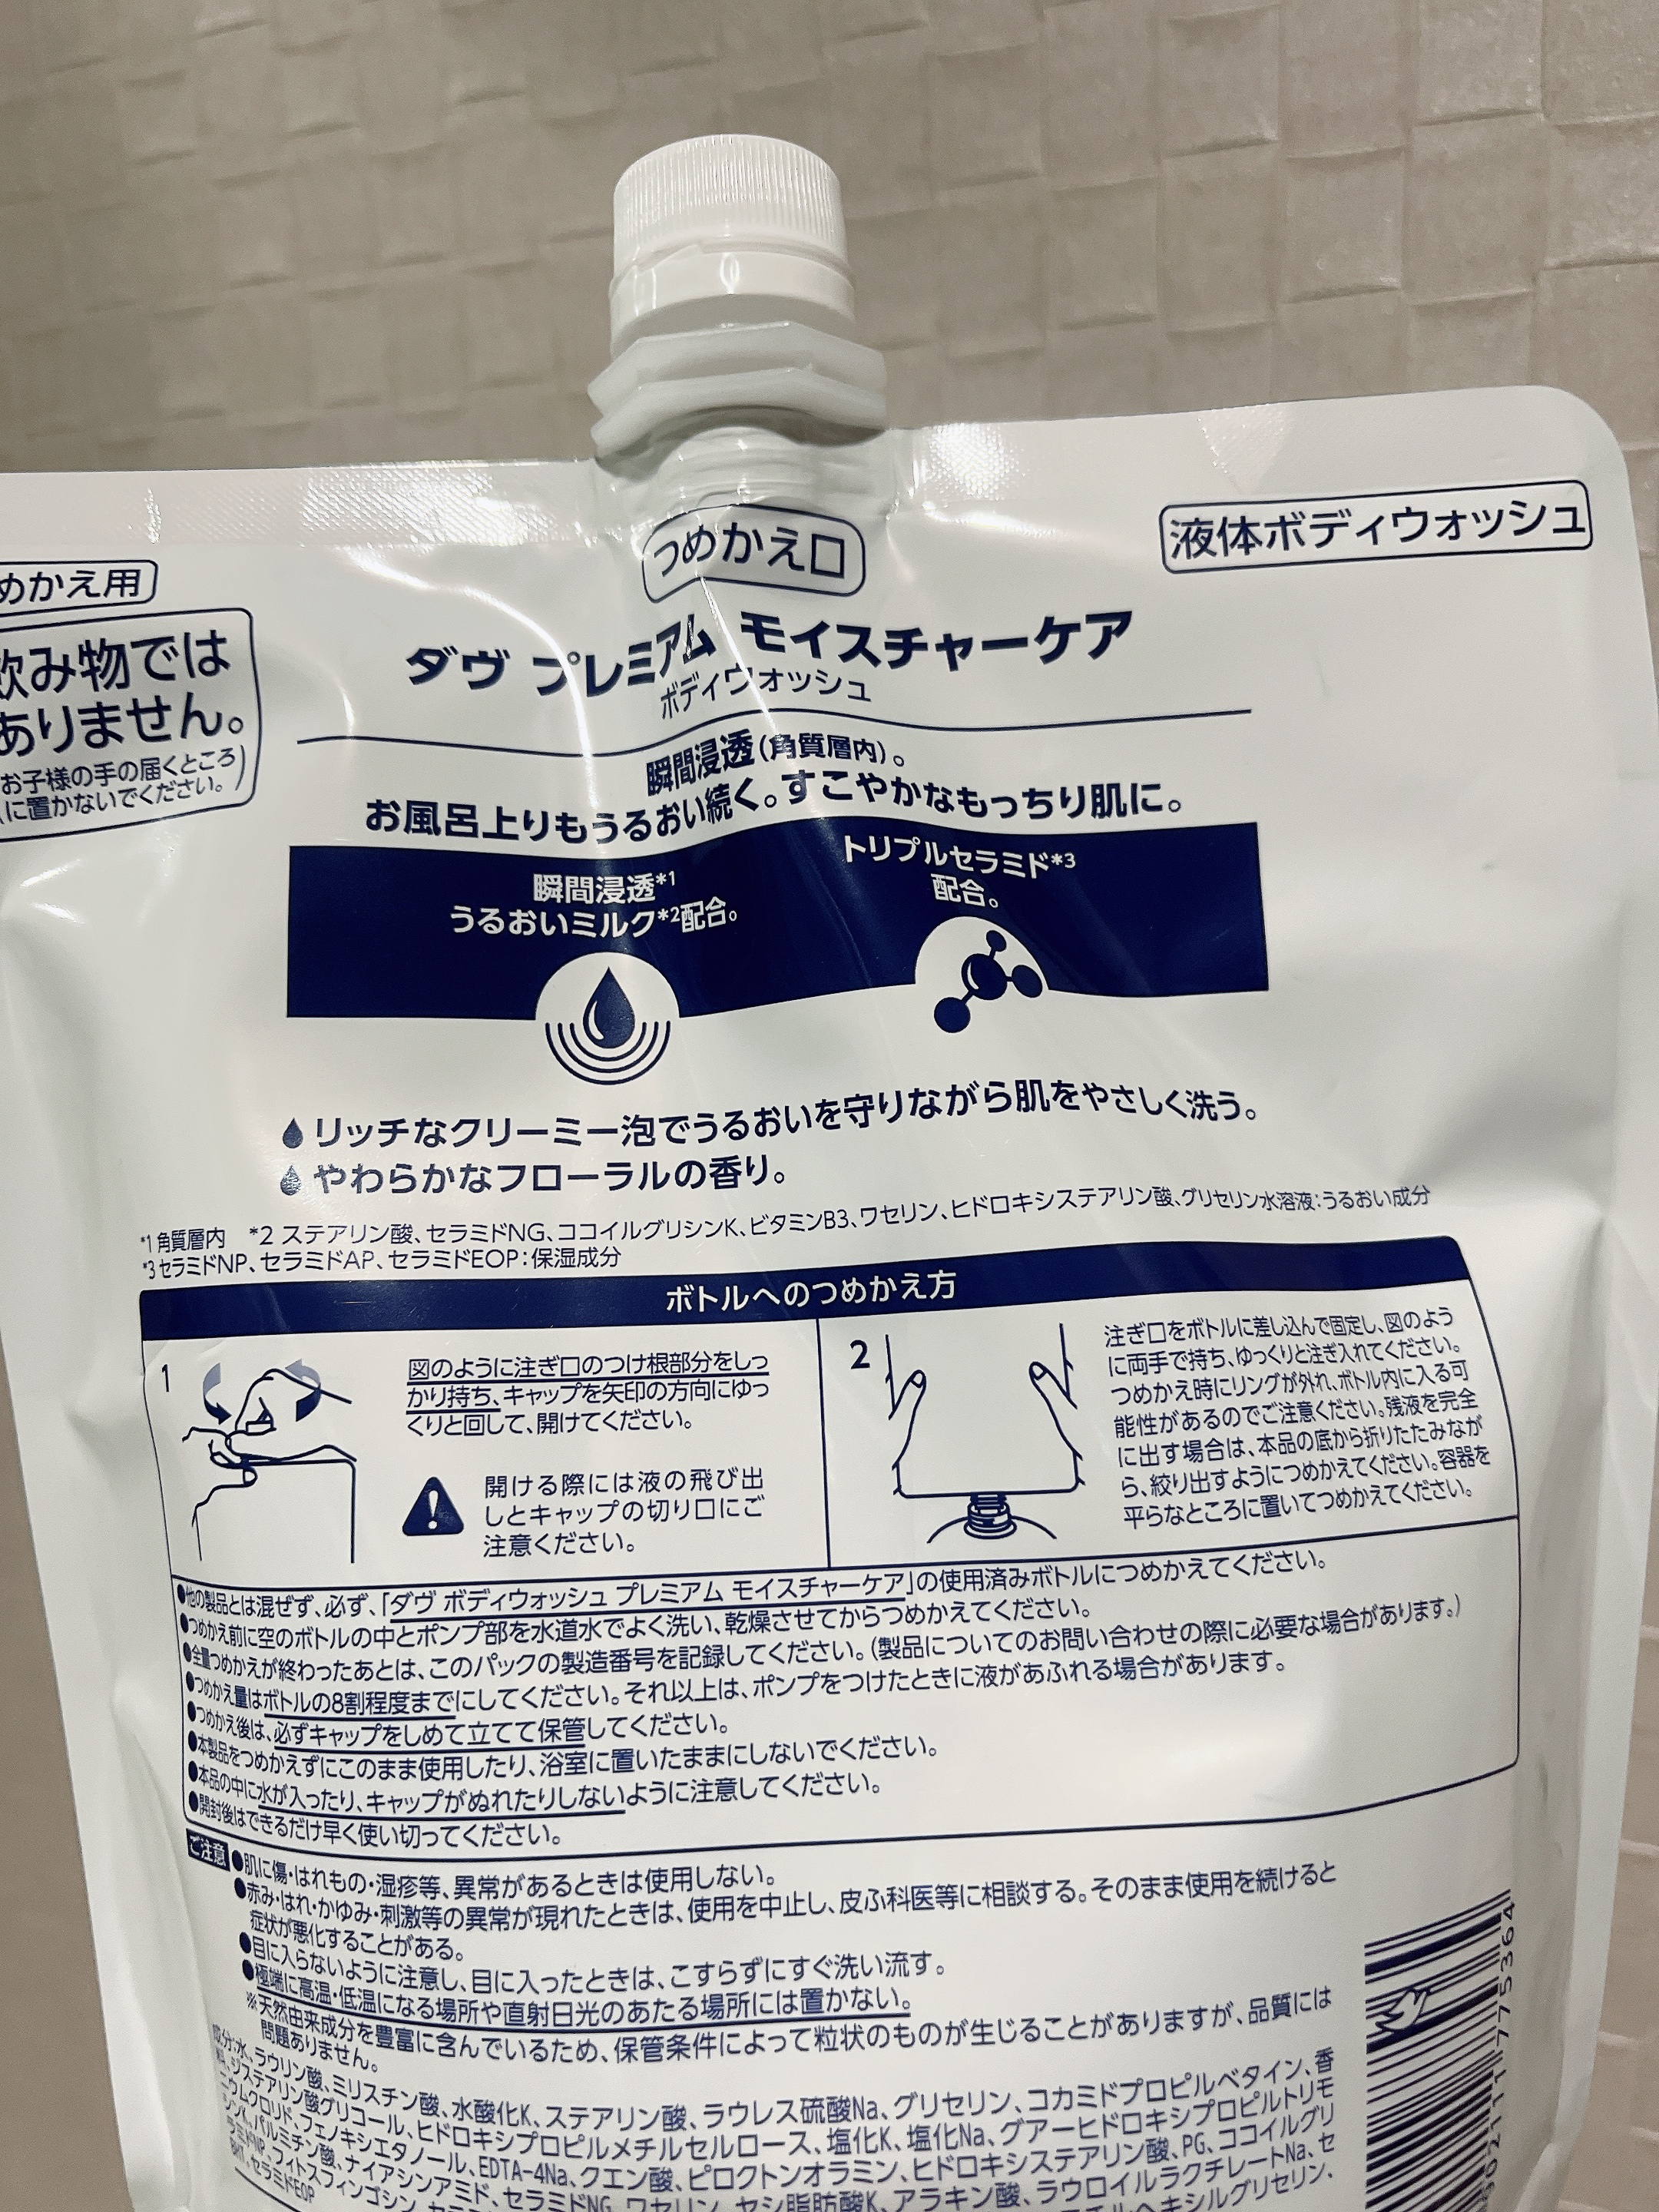 つめかえ口
液体ボディウォッシュ
めかえ用
飲み物では
ありません。
お子様の手の届くところ
に置かないでください。
ダヴ プレミアム モイスチャーケア
ボディウォッシュ
瞬間浸透(角質層内)。
お風呂上りもうるおい続く。すこやかなもっちり肌に。
瞬間浸透*1
うるおいミルク*2配合。
トリプルセラミド*3
配合。
リッチなクリーミー泡でうるおいを守りながら肌をやさしく洗う。
やわらかなフローラルの香り。
*1 角質層内 *2 ステアリン酸、セラミドNG、ココイルグリシンK、ビタミンB3、ワセリン、ヒドロキシステアリン酸、グリセリン水溶液:うるおい成分
*3 セラミドNP、セラミドAP、セラミドEOP:保湿成分
ボトルへのつめかえ方
1
図のように注ぎ口のつけ根部分をしっ
かり持ち、キャップを矢印の方向にゆっ
くりと回して、開けてください。
開ける際には液の飛び出
しとキャップの切り口にご
注意ください。
2
注ぎ口をボトルに差し込んで固定し、図のよう
に両手で持ち、ゆっくりと注ぎ入れてください。
つめかえ時にリングが外れ、ボトル内に入る可
能性があるのでご注意ください。残液を完全
に出す場合は、本品の底から折りたたみなが
ら、絞り出すようにつめかえてください。容器を
平らなところに置いてつめかえてください。
●他の製品とは混ぜず、必ず、「ダヴ ボディウォッシュ プレミアム モイスチャーケア」の使用済みボトルにつめかえてください。
●つめかえ前に空のボトルの中とポンプ部を水道水でよく洗い、乾燥させてからつめかえてください。
●全量つめかえが終わったあとは、このパックの製造番号を記録してください。(製品についてのお問い合わせの際に必要な場合があります。)
●つめかえ量はボトルの8割程度までにしてください。それ以上は、ポンプをつけたときに液があふれる場合があります。
●つめかえ後は、必ずキャップをしめて立てて保管してください。
●本製品をつめかえずにこのまま使用したり、浴室に置いたままにしないでください。
●本品の中に水が入ったり、キャップがぬれたりしないように注意してください。
●開封後はできるだけ早く使い切ってください。
ご注意 ●肌に傷・はれもの・湿疹等、異常があるときは使用しない。
●赤み・はれ・かゆみ・刺激等の異常が現れたときは、使用を中止し、皮ふ科医等に相談する。そのまま使用を続けると
症状が悪化することがある。
●目に入らないように注意し、目に入ったときは、こすらずにすぐ洗い流す。
●極端に高温・低温になる場所や直射日光のあたる場所には置かない。
※天然由来成分を豊富に含んでいるため、保管条件によって粒状のものが生じることがありますが、品質には
問題ありません。
成分:水、ラウリン酸、ミリスチン酸、水酸化K、ステアリン酸、ラウレス硫酸Na、グリセリン、コカミドプロピルベタイン、香
料、ジステアリン酸グリコール、ヒドロキシプロピルメチルセルロース、塩化K、塩化Na、グアーヒドロキシプロピルトリモ
ニウムクロリド、フェノキシエタノール、EDTA-4Na、クエン酸、ピロクトンオラミン、ヒドロキシステアリン酸、PG、ココイルグリ
シンK、パルミチン酸、ナイアシンアミド、セラミドNG、ワセリン、ヤシ脂肪酸K、アラキン酸、ラウロイルラクチレートNa、セ
ラミドNP、フィトスフィンゴシン、
ヘキシルグリセリン、
BHT、セラミドEOP